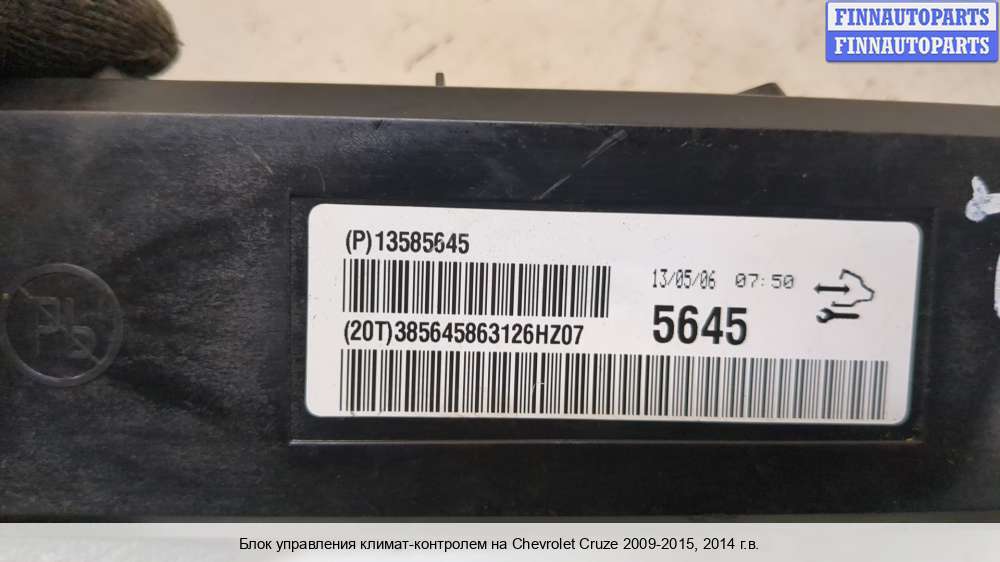 FINNAUTOPARTS
FINNAUTOPARTS
(P)13585645
13/05/06 07:50
5645
(20T)385645863126HZ07
Pb
Блок управления климат-контролем на Chevrolet Cruze 2009-2015, 2014 г.в.